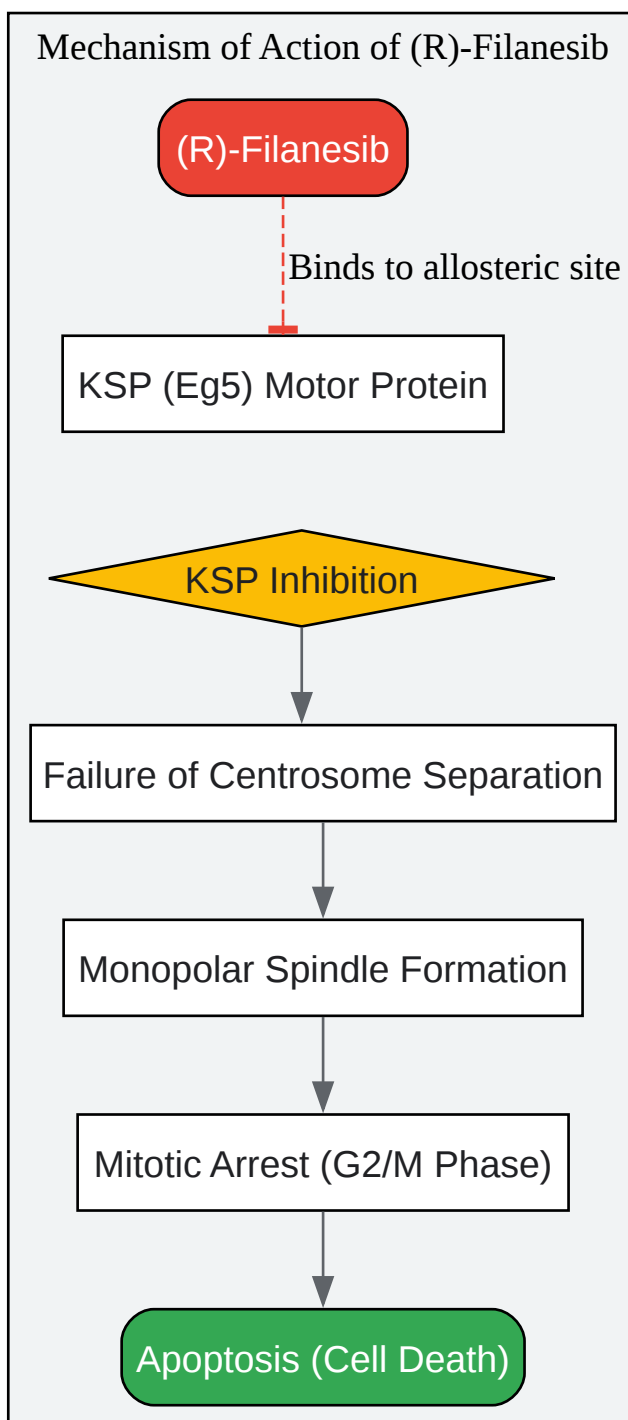 Mechanism of Action of (R)-Filanesib
(R)-Filanesib
Binds to allosteric site
KSP (Eg5) Motor Protein
KSP Inhibition
Failure of Centrosome Separation
Monopolar Spindle Formation
Mitotic Arrest (G2/M Phase)
Apoptosis (Cell Death)